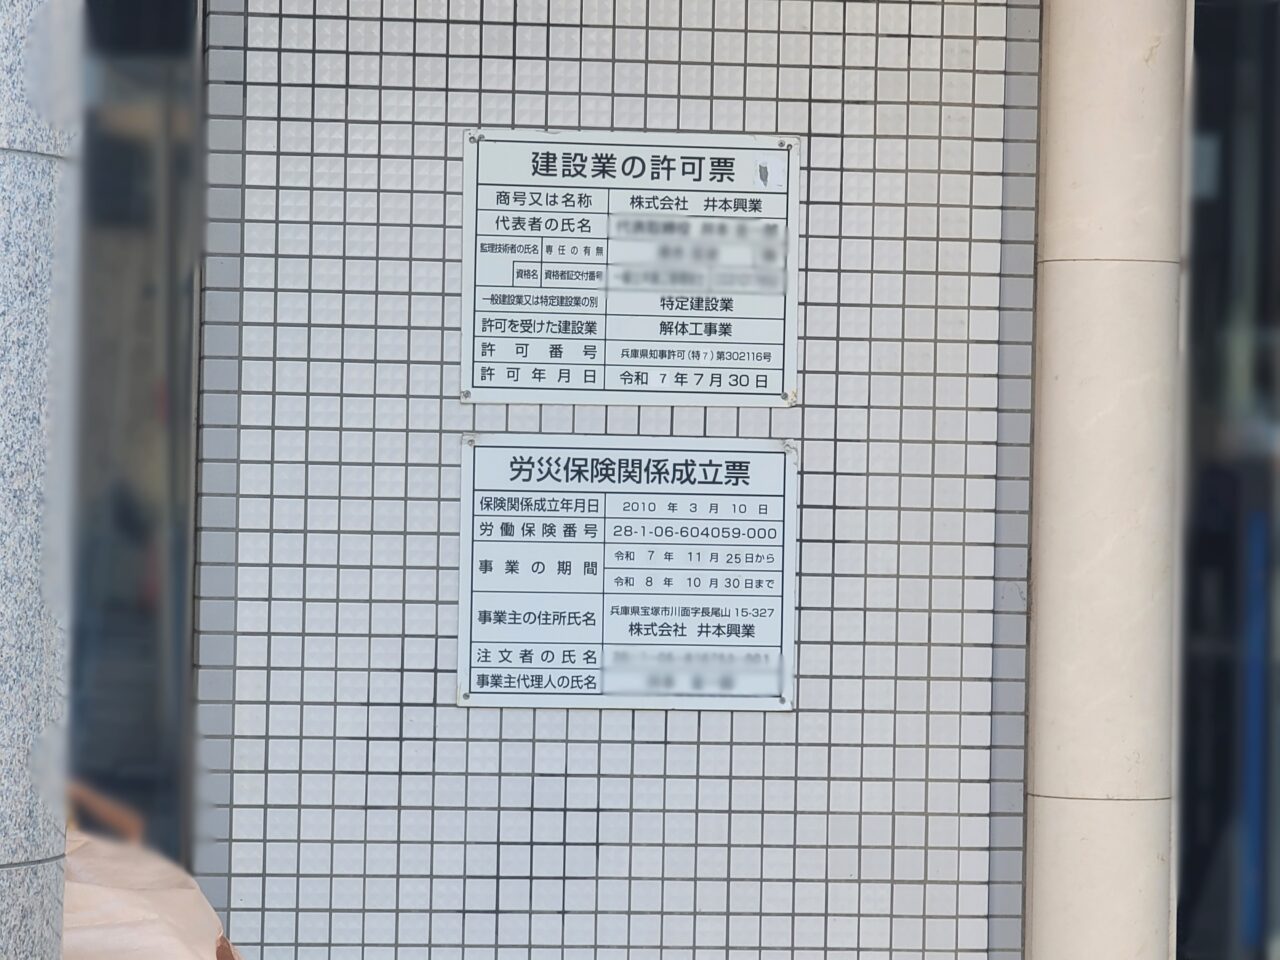 建設業の許可票
商号又は名称 株式会社 井本興業
代表者の氏名
監理技術者の氏名 専任の有無
資格名 資格者証交付番号
一般建設業又は特定建設業の別 特定建設業
許可を受けた建設業 解体工事業
許可番号 兵庫県知事許可(特7)第302116号
許可年月日 令和7年7月30日
労災保険関係成立票
保険関係成立年月日 2010年3月10日
労働保険番号 28-1-06-604059-000
事業の期間 令和7年11月25日から
令和8年10月30日まで
事業主の住所氏名 兵庫県宝塚市川面字長尾山15-327
株式会社 井本興業
注文者の氏名
事業主代理人の氏名